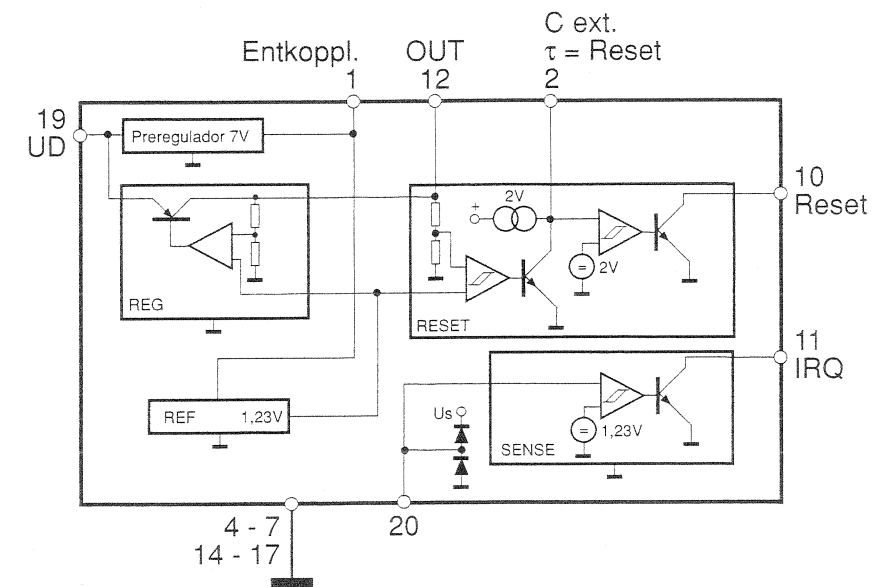 C ext.
Entkoppl. OUT τ = Reset
1 12 2
19
UD
Preregulador 7V
10
Reset
2V
+
= 2V
REG
RESET
11
IRQ
REF 1,23V
Us
= 1,23V
SENSE
4 - 7
14 - 17
20